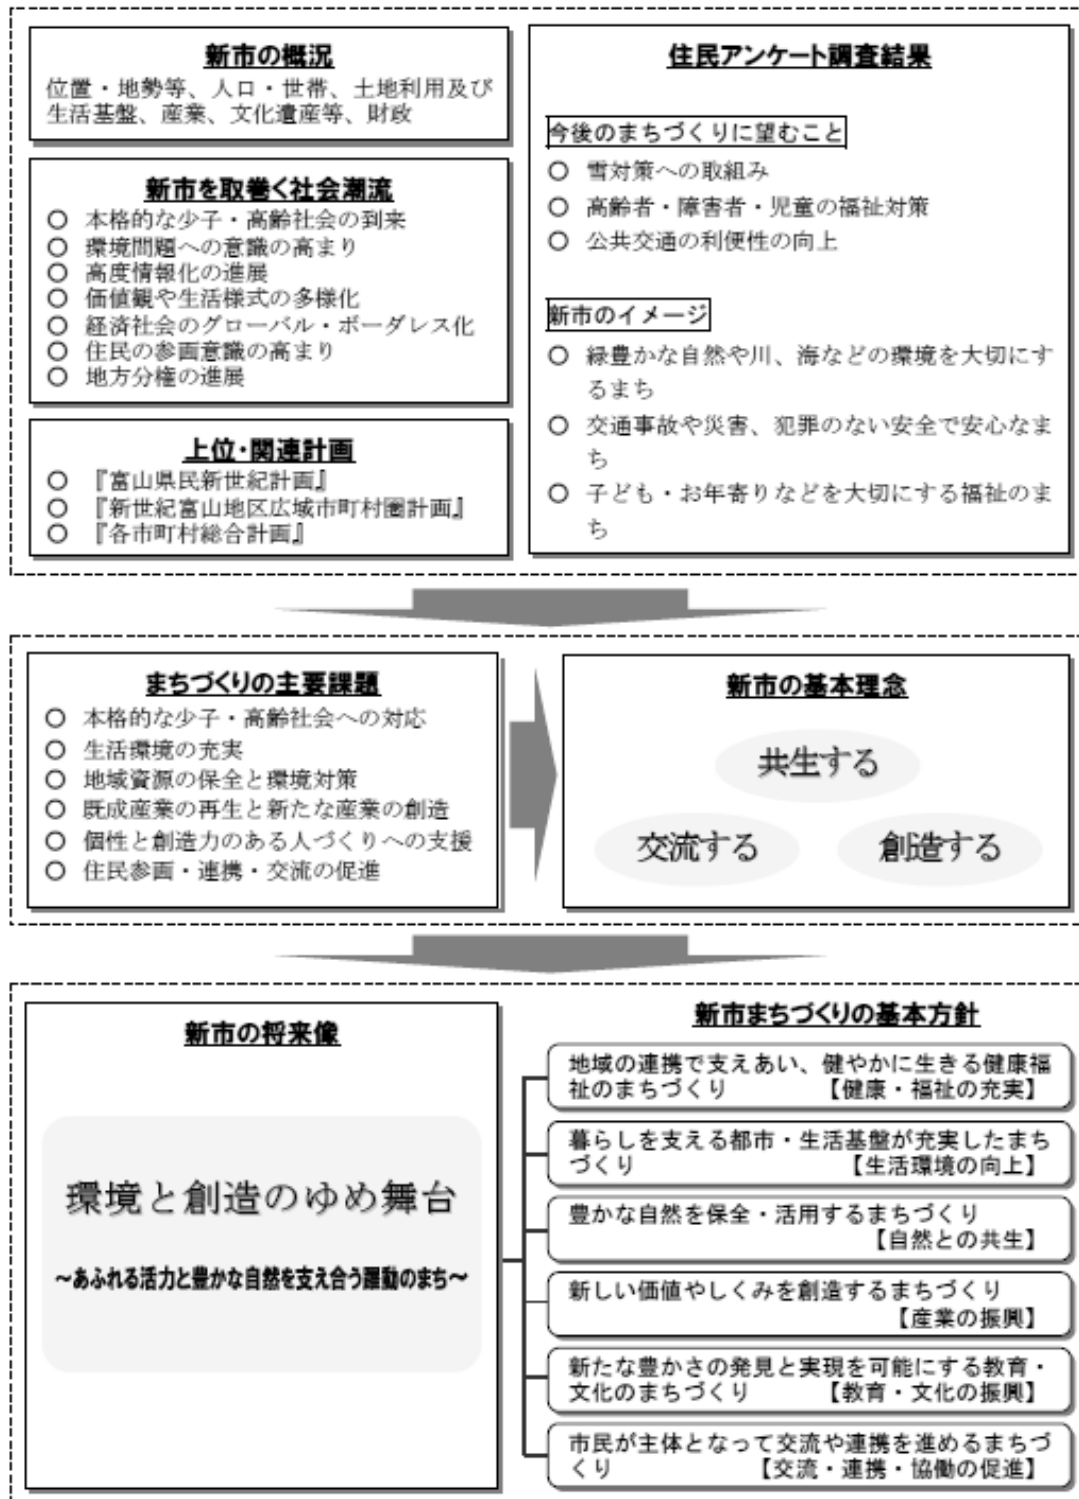 新市の概況
位置・地勢等、人口・世帯、土地利用及び
生活基盤、産業、文化遺産等、財政
新市を取巻く社会潮流
○ 本格的な少子・高齢社会の到来
○ 環境問題への意識の高まり
○ 高度情報化の進展
○ 価値観や生活様式の多様化
○ 経済社会のグローバル・ボーダレス化
○ 住民の参画意識の高まり
○ 地方分権の進展
上位・関連計画
○ 『富山県民新世紀計画』
○ 『新世紀富山地区広域市町村圏計画』
○ 『各市町村総合計画』
住民アンケート調査結果
今後のまちづくりに望むこと
○ 雪対策への取組み
○ 高齢者・障害者・児童の福祉対策
○ 公共交通の利便性の向上
新市のイメージ
○ 緑豊かな自然や川、海などの環境を大切にす
るまち
○ 交通事故や災害、犯罪のない安全で安心なま
ち
○ 子ども・お年寄りなどを大切にする福祉のま
ち
まちづくりの主要課題
○ 本格的な少子・高齢社会への対応
○ 生活環境の充実
○ 地域資源の保全と環境対策
○ 既成産業の再生と新たな産業の創造
○ 個性と創造力のある人づくりへの支援
○ 住民参画・連携・交流の促進
新市の基本理念
共生する
交流する
創造する
新市の将来像
環境と創造のゆめ舞台
～あふれる活力と豊かな自然を支え合う躍動のまち～
新市まちづくりの基本方針
地域の連携で支えあい、健やかに生きる健康福
祉のまちづくり 【健康・福祉の充実】
暮らしを支える都市・生活基盤が充実したまち
づくり 【生活環境の向上】
豊かな自然を保全・活用するまちづくり
【自然との共生】
新しい価値やしくみを創造するまちづくり
【産業の振興】
新たな豊かさの発見と実現を可能にする教育・
文化のまちづくり 【教育・文化の振興】
市民が主体となって交流や連携を進めるまちづ
くり 【交流・連携・協働の促進】